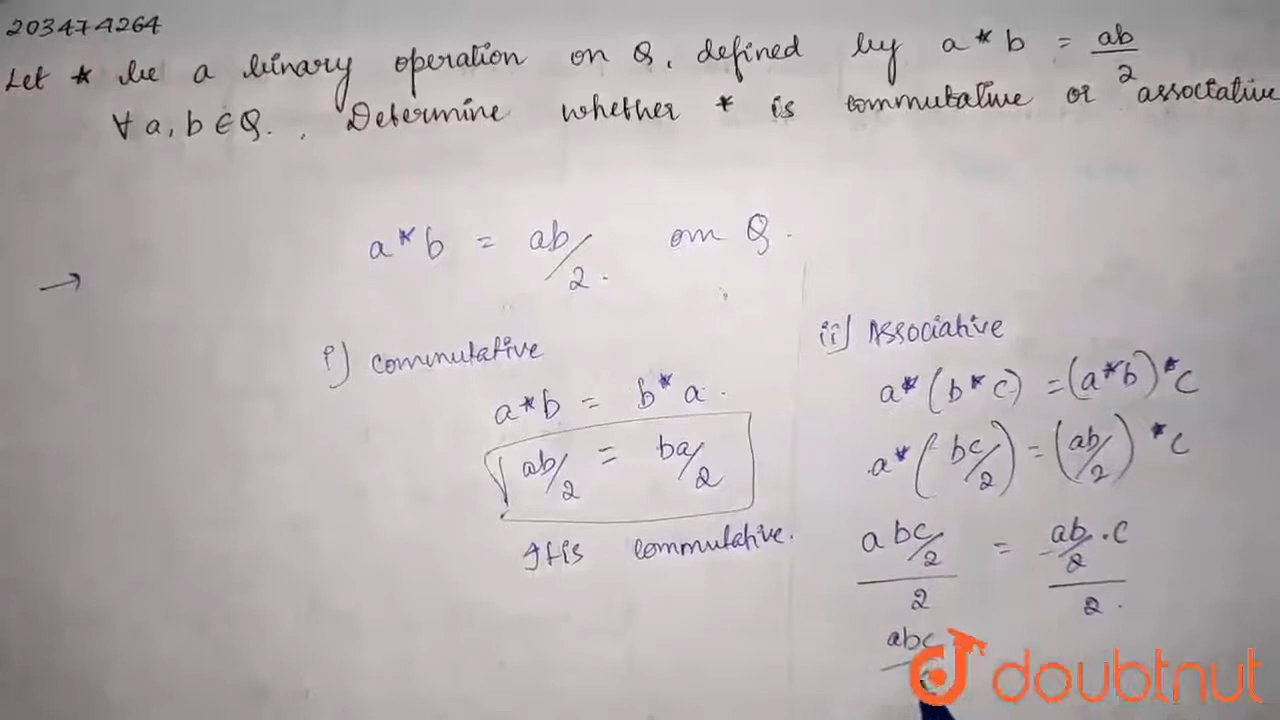 203474264
Let * be a binary operation on Q, defined by a * b = ab/2
∀ a, b ∈ Q. Determine whether * is commutative or associative
→ a * b = ab/2. on Q.
i) commutative
a * b = b * a.
ab/2 = ba/2
It is commutative.
ii) Associative
a * (b * c) = (a * b) * c
a * (bc/2) = (ab/2) * c
a bc/2 / 2 = ab/2 . c / 2.
abc
doubtnut